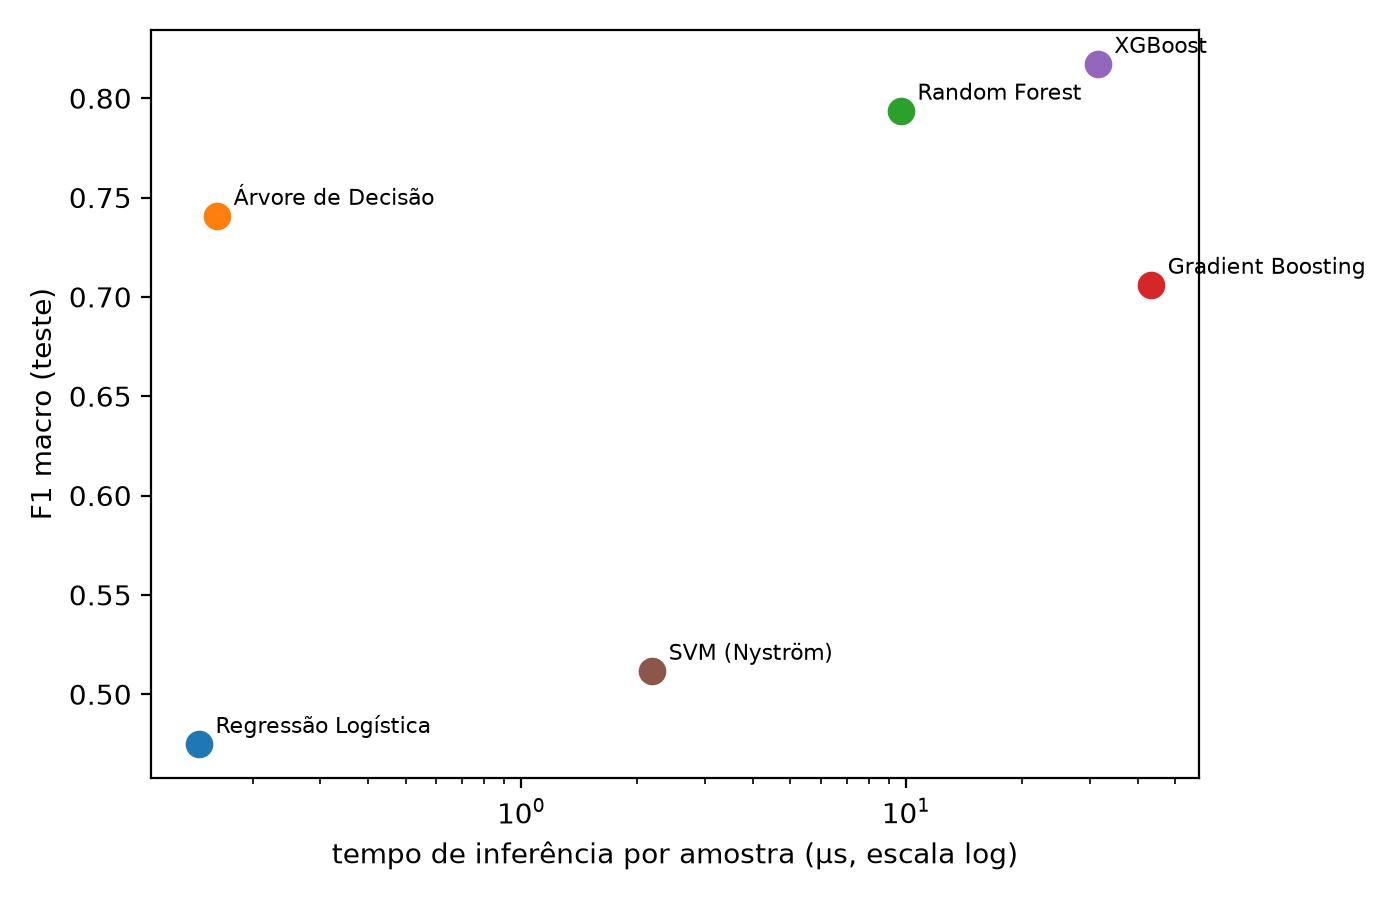 XGBoost
Random Forest
Árvore de Decisão
Gradient Boosting
SVM (Nyström)
Regressão Logística
F1 macro (teste)
0.80
0.75
0.70
0.65
0.60
0.55
0.50
10⁰
10¹
tempo de inferência por amostra (µs, escala log)